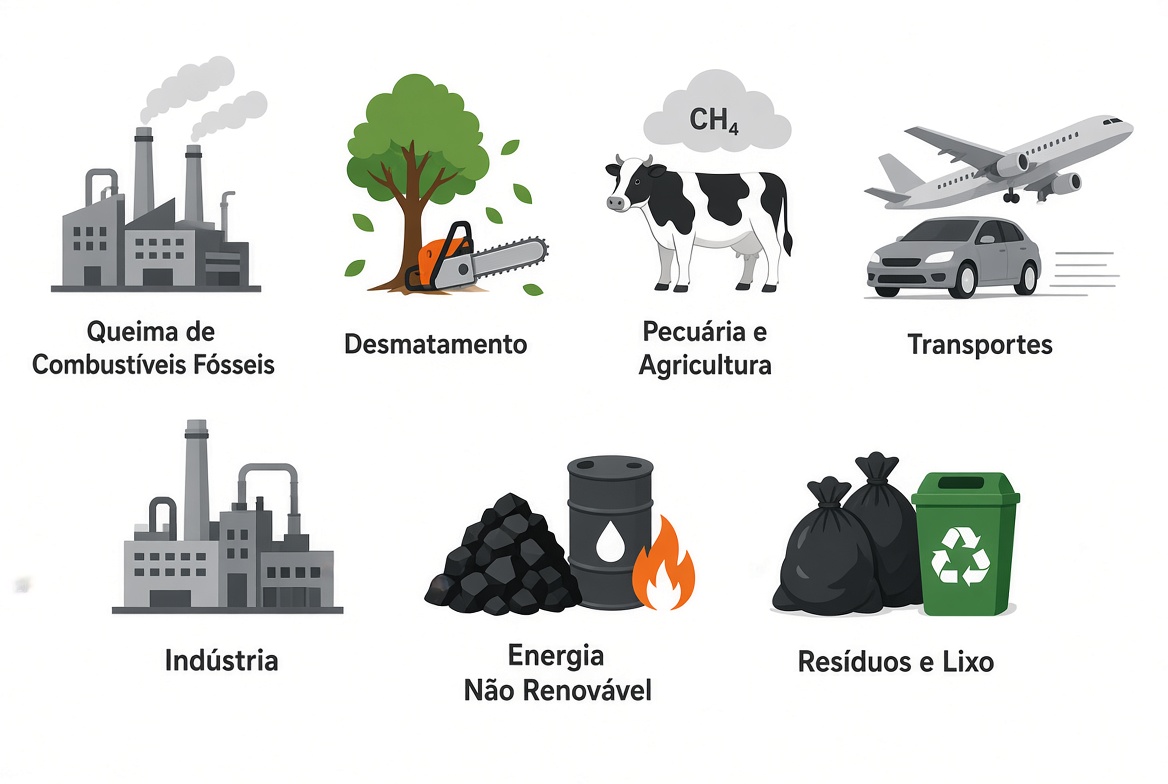 CH₄
Queima de
Combustíveis Fósseis
Desmatamento
Pecuária e
Agricultura
Transportes
Indústria
Energia
Não Renovável
Resíduos e Lixo